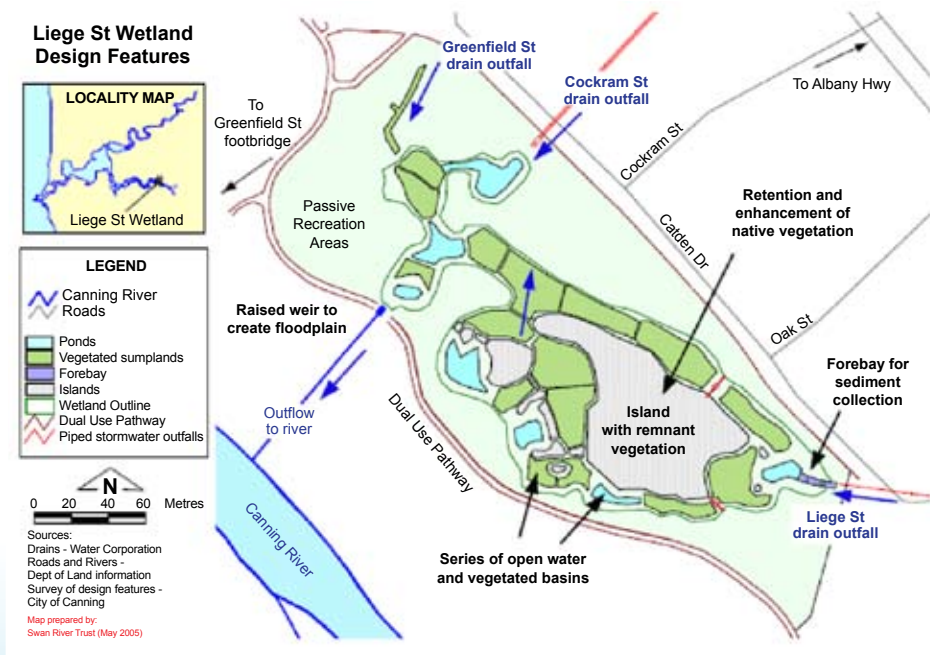 Liege St Wetland
Design Features
LOCALITY MAP
Liege St Wetland
LEGEND
Canning River
Roads
Ponds
Vegetated sumplands
Forebay
Islands
Wetland Outline
Dual Use Pathway
Piped stormwater outfalls
N
0 20 40 60 Metres
Sources:
Drains - Water Corporation
Roads and Rivers -
Dept of Land information
Survey of design features -
City of Canning
Map prepared by:
Swan River Trust (May 2005)
To
Greenfield St
footbridge
Greenfield St
drain outfall
Cockram St
drain outfall
To Albany Hwy
Cockram St
Catden Dr
Oak St
Passive
Recreation
Areas
Retention and
enhancement of
native vegetation
Raised weir to
create floodplain
Forebay for
sediment
collection
Island
with remnant
vegetation
Outflow
to river
Dual Use Pathway
Canning River
Liege St
drain outfall
Series of open water
and vegetated basins